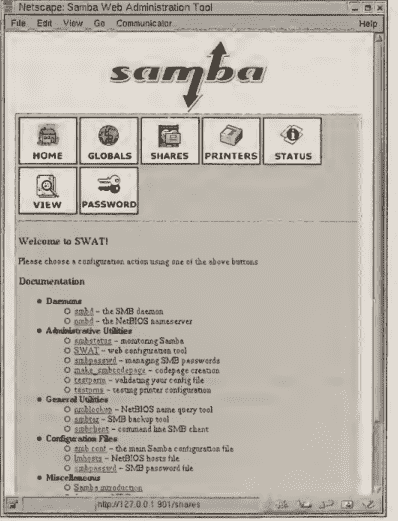 Netscape: Samba Web Administration Tool
File Edit View Go Communicator Help
samba
HOME GLOBALS SHARES PRINTERS STATUS
VIEW PASSWORD
Welcome to SWAT!
Please choose a configuration action using one of the above buttons
Documentation
Daemons
smbd - the SMB daemon
nmbd - the NetBIOS nameserver
Administrative Utilities
smbstatus - monitoring Samba
SWAT - web configuration tool
smbpasswd - managing SMB passwords
make_smbcodepage - codepage creation
testparm - validating your config file
testprns - testing printer configuration
General Utilities
nmblookup - NetBIOS name query tool
smbtar - SMB backup tool
smbclient - command line SMB client
Configuration Files
smb.conf - the main Samba configuration file
lmhosts - NetBIOS hosts file
smbpasswd - SMB password file
Miscellaneous
Samba introduction
http://127.0.0.1:901/shares